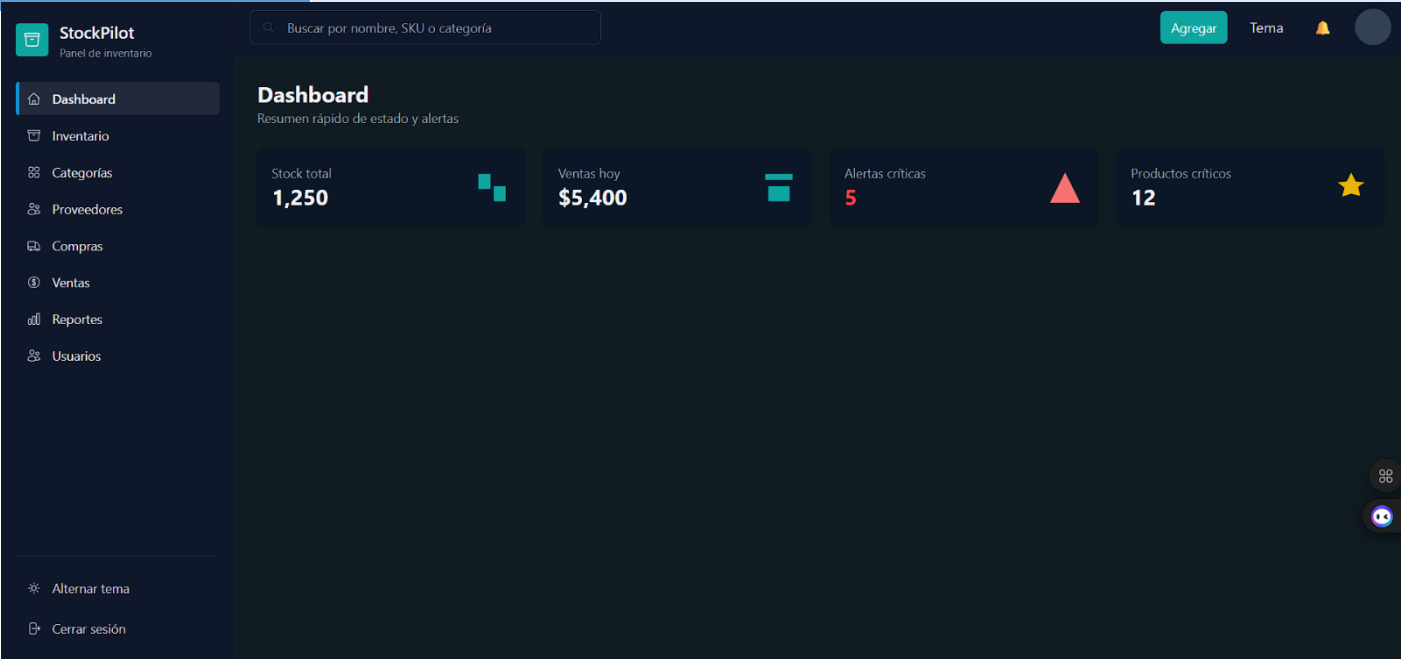 StockPilot
Panel de inventario
Buscar por nombre, SKU o categoría
Agregar
Tema
Dashboard
Inventario
Categorías
Proveedores
Compras
Ventas
Reportes
Usuarios
Alternar tema
Cerrar sesión
Dashboard
Resumen rápido de estado y alertas
Stock total
1,250
Ventas hoy
$5,400
Alertas críticas
5
Productos críticos
12